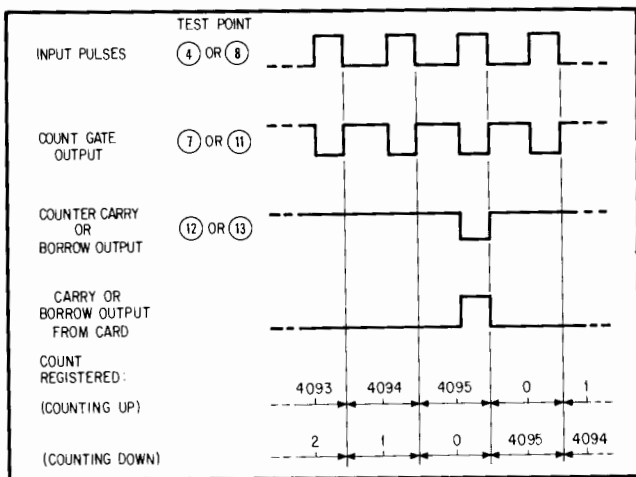 TEST POINT
INPUT PULSES 4 OR 8
COUNT GATE 7 OR 11
OUTPUT
COUNTER CARRY
OR 12 OR 13
BORROW OUTPUT
CARRY OR
BORROW OUTPUT
FROM CARD
COUNT
REGISTERED:
4093 4094 4095 0 1
(COUNTING UP)
2 1 0 4095 4094
(COUNTING DOWN)